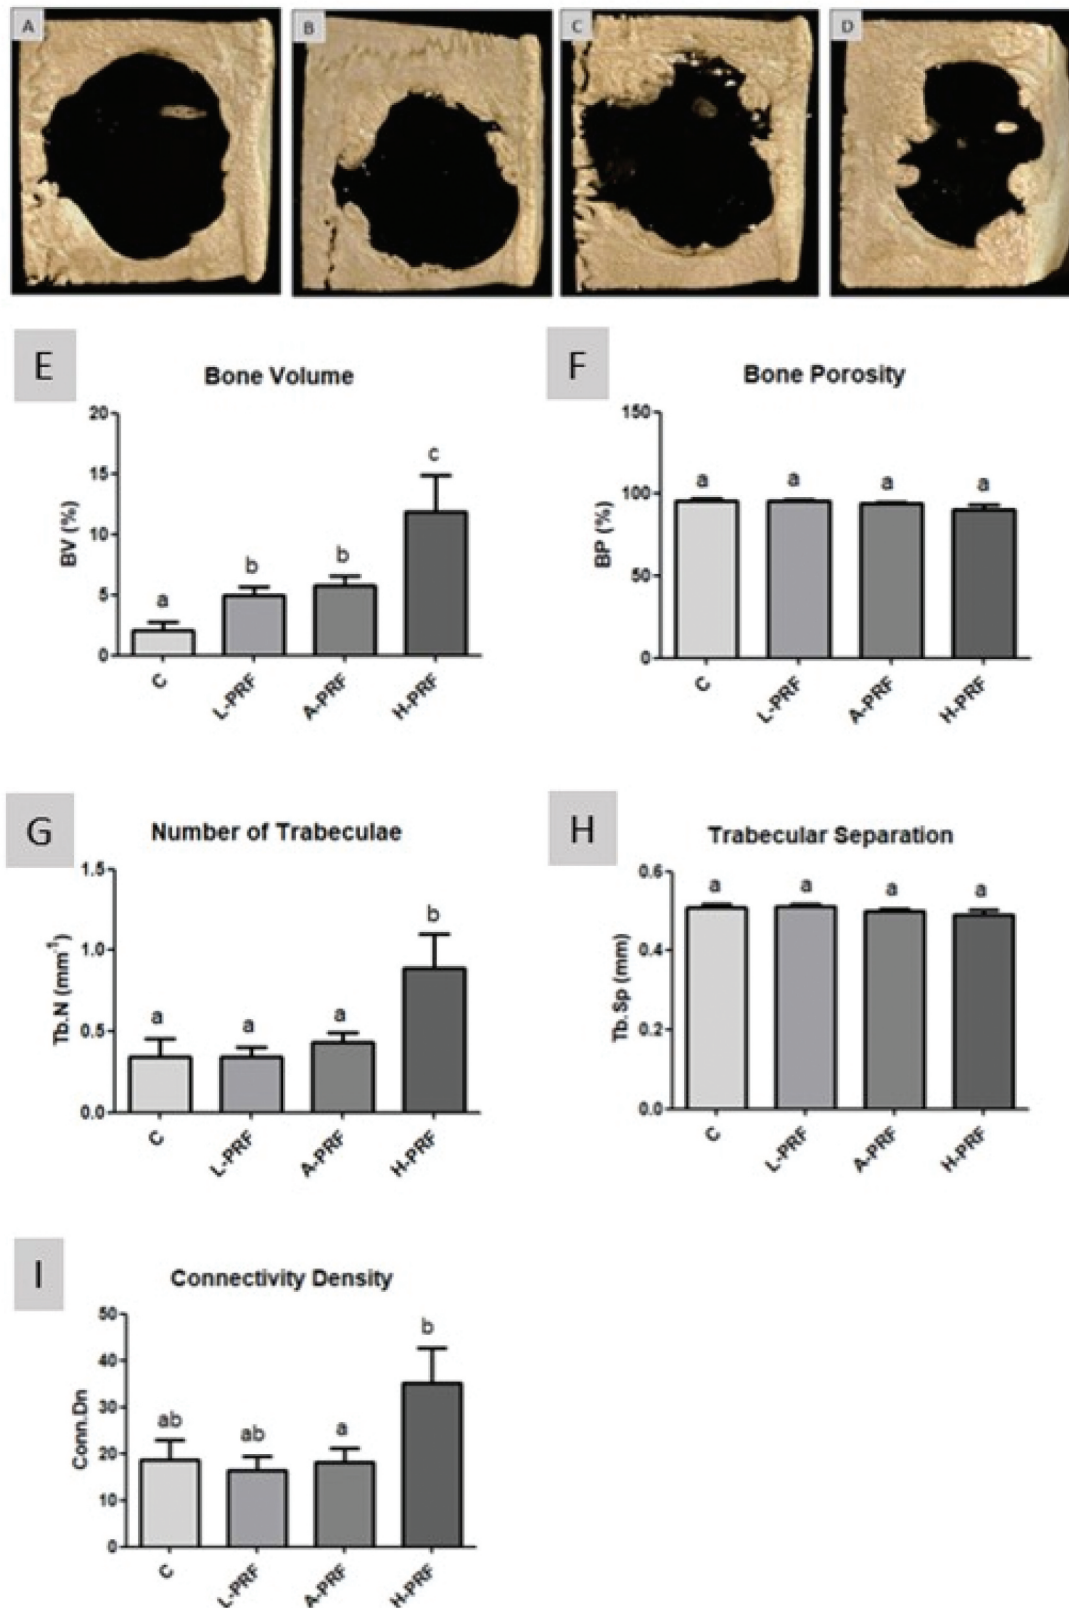 A B C D
E
Bone Volume
BV (%)
20
15
10
5
0
a b b c
C L-PRF A-PRF H-PRF
F
Bone Porosity
BP (%)
150
100
50
0
a a a a
C L-PRF A-PRF H-PRF
G
Number of Trabeculae
Tb.N (mm⁻¹)
1.5
1.0
0.5
0.0
a a a b
C L-PRF A-PRF H-PRF
H
Trabecular Separation
Tb.Sp (mm)
0.6
0.4
0.2
0.0
a a a a
C L-PRF A-PRF H-PRF
I
Connectivity Density
Conn.Dn
50
40
30
20
10
0
ab ab a b
C L-PRF A-PRF H-PRF